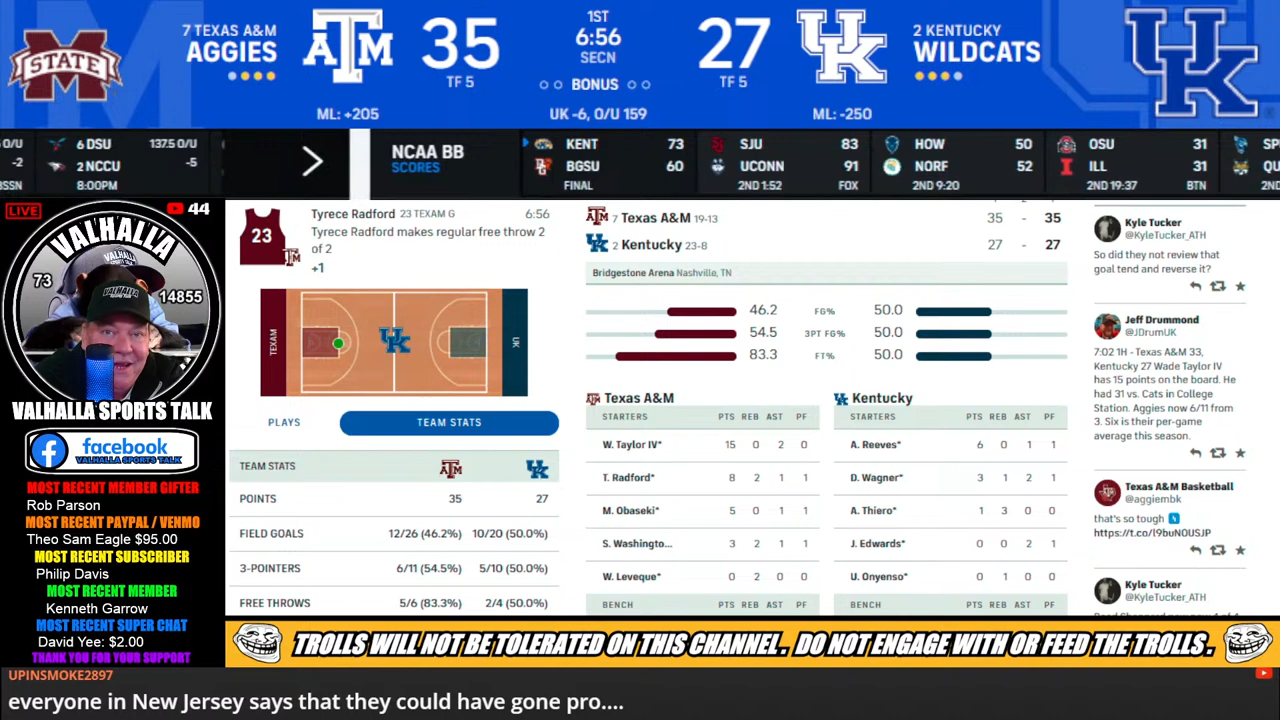 STATE
7 TEXAS A&M
AGGIES
ATM
35
TF 5
ML: +205
1ST
6:56
SECN
BONUS
UK -6, O/U 159
27
TF 5
ML: -250
UK
2 KENTUCKY
WILDCATS
UK
O/U
-2
6 DSU 137.5 O/U
2 NCCU -5
8:00PM
NCAA BB
SCORES
KENT 73
BGSU 60
FINAL
SJU 83
UCONN 91
2ND 1:52 FOX
HOW 50
NORF 52
2ND 9:20
OSU 31
ILL 31
2ND 19:37 BTN
SP
QU
2ND
LIVE
44
VALHALLA
73
14855
VALHALLA SPORTS TALK
facebook
VALHALLA SPORTS TALK
MOST RECENT MEMBER GIFTER
Rob Parson
MOST RECENT PAYPAL / VENMO
Theo Sam Eagle $95.00
MOST RECENT SUBSCRIBER
Philip Davis
MOST RECENT MEMBER
Kenneth Garrow
MOST RECENT SUPER CHAT
David Yee: $2.00
THANK YOU FOR YOUR SUPPORT
23
Tyrece Radford 23 TEXAM G 6:56
Tyrece Radford makes regular free throw 2
of 2
+1
TEXAM
UK
UK
PLAYS
TEAM STATS
TEAM STATS
POINTS 35 27
FIELD GOALS 12/26 (46.2%) 10/20 (50.0%)
3-POINTERS 6/11 (54.5%) 5/10 (50.0%)
FREE THROWS 5/6 (83.3%) 2/4 (50.0%)
7 Texas A&M 19-13 35 - 35
2 Kentucky 23-8 27 - 27
Bridgestone Arena Nashville, TN
46.2 FG% 50.0
54.5 3PT FG% 50.0
83.3 FT% 50.0
Texas A&M
STARTERS PTS REB AST PF
W. Taylor IV* 15 0 2 0
T. Radford* 8 2 1 1
M. Obaseki* 5 0 1 1
S. Washingto... 3 2 1 1
W. Leveque* 0 2 0 0
BENCH PTS REB AST PF
Kentucky
STARTERS PTS REB AST PF
A. Reeves* 6 0 1 1
D. Wagner* 3 1 2 1
A. Thiero* 1 3 0 0
J. Edwards* 0 0 2 1
U. Onyenso* 0 1 0 0
BENCH PTS REB AST PF
Kyle Tucker
@KyleTucker_ATH
So did they not review that
goal tend and reverse it?
Jeff Drummond
@JDrumUK
7:02 1H - Texas A&M 33,
Kentucky 27 Wade Taylor IV
has 15 points on the board. He
had 31 vs. Cats in College
Station. Aggies now 6/11 from
3. Six is their per-game
average this season.
Texas A&M Basketball
@aggiembk
that's so tough
https://t.co/l9buNOUSJP
Kyle Tucker
@KyleTucker_ATH
TROLLS WILL NOT BE TOLERATED ON THIS CHANNEL. DO NOT ENGAGE WITH OR FEED THE TROLLS.
UPINSMOKE2897
everyone in New Jersey says that they could have gone pro....